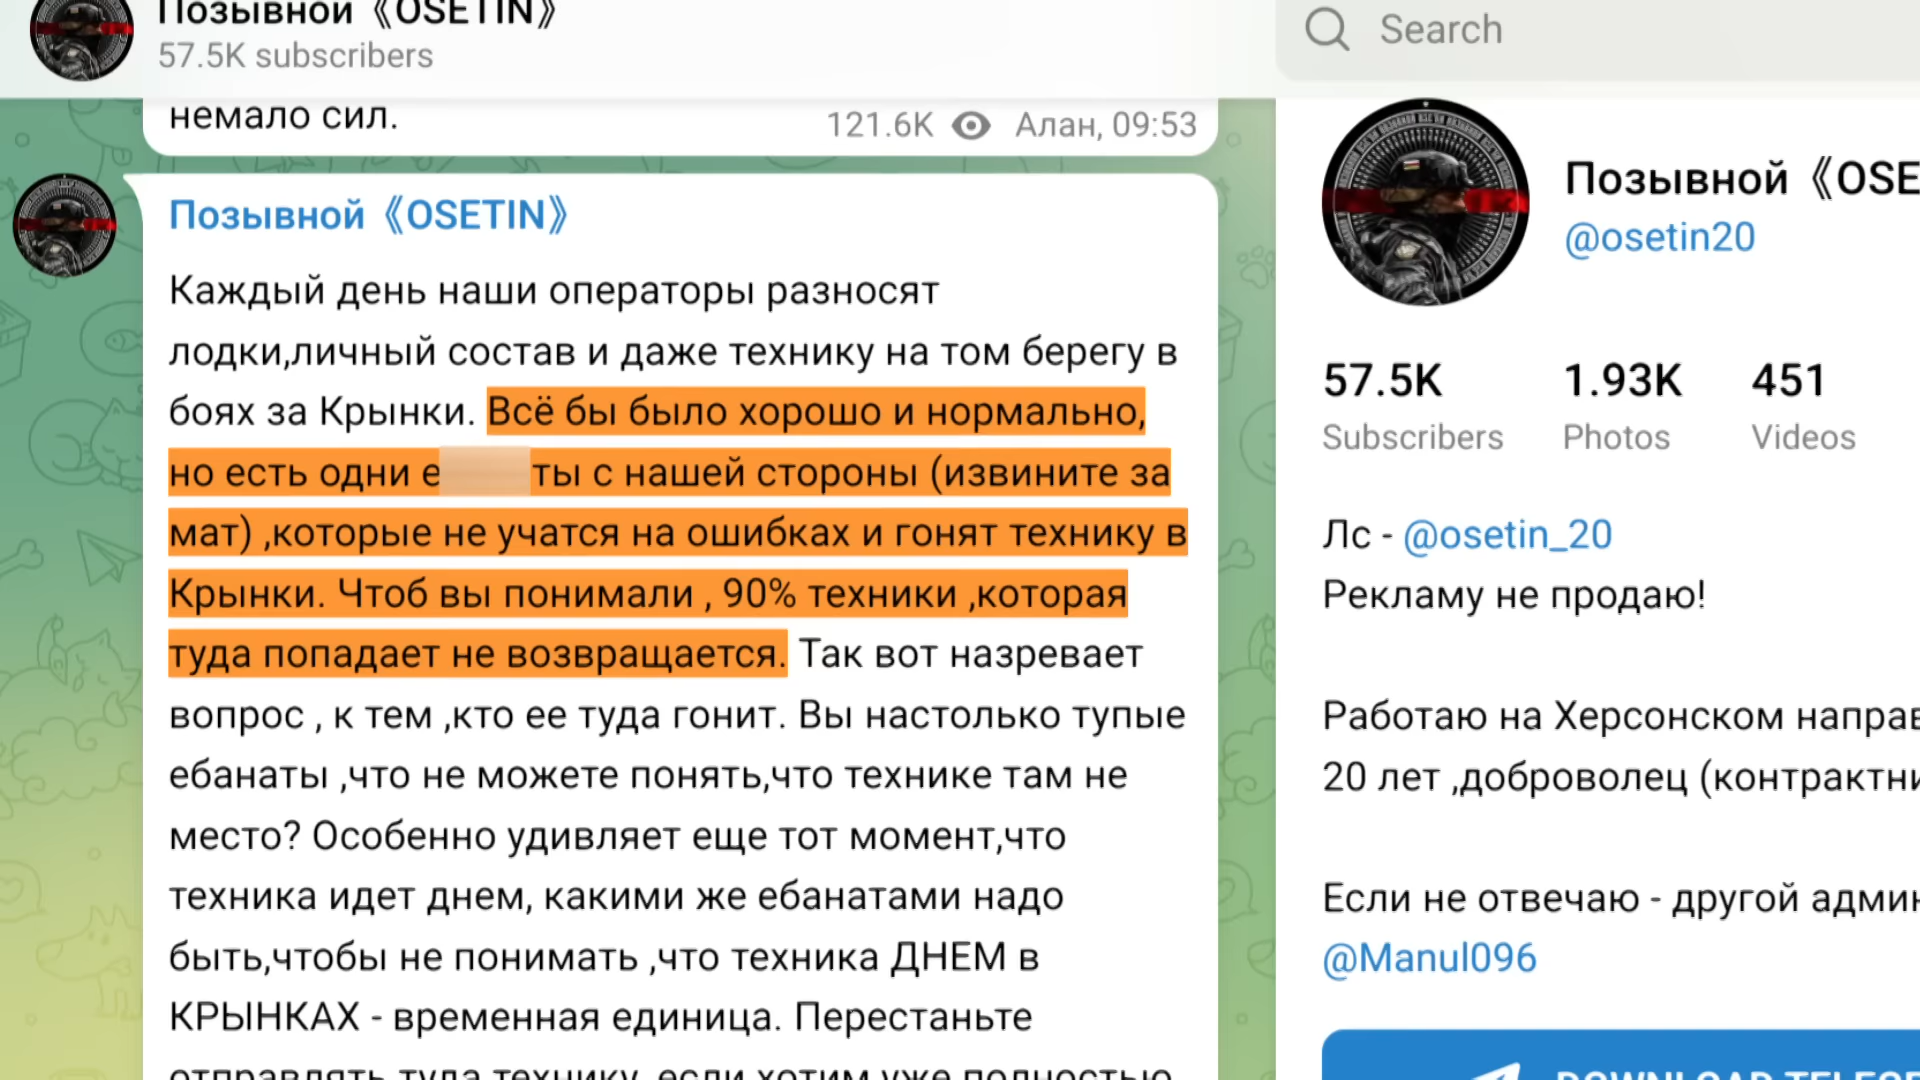 Позывной《OSETIN》
57.5K subscribers
Search
немало сил.
121.6K Алан, 09:53
Позывной《OSETIN》
Каждый день наши операторы разносят
лодки,личный состав и даже технику на том берегу в
боях за Крынки. Всё бы было хорошо и нормально,
но есть одни е ты с нашей стороны (извините за
мат) ,которые не учатся на ошибках и гонят технику в
Крынки. Чтоб вы понимали , 90% техники ,которая
туда попадает не возвращается. Так вот назревает
вопрос , к тем ,кто ее туда гонит. Вы настолько тупые
ебанаты ,что не можете понять,что технике там не
место? Особенно удивляет еще тот момент,что
техника идет днем, какими же ебанатами надо
быть,чтобы не понимать ,что техника ДНЕМ в
КРЫНКАХ - временная единица. Перестаньте
отправлять туда технику, если хотим уже полностью
Позывной《OSE
@osetin20
57.5K 1.93K 451
Subscribers Photos Videos
Лс - @osetin_20
Рекламу не продаю!
Работаю на Херсонском направ
20 лет ,доброволец (контрактни
Если не отвечаю - другой админ
@Manul096
DOWNLOAD TELEGR